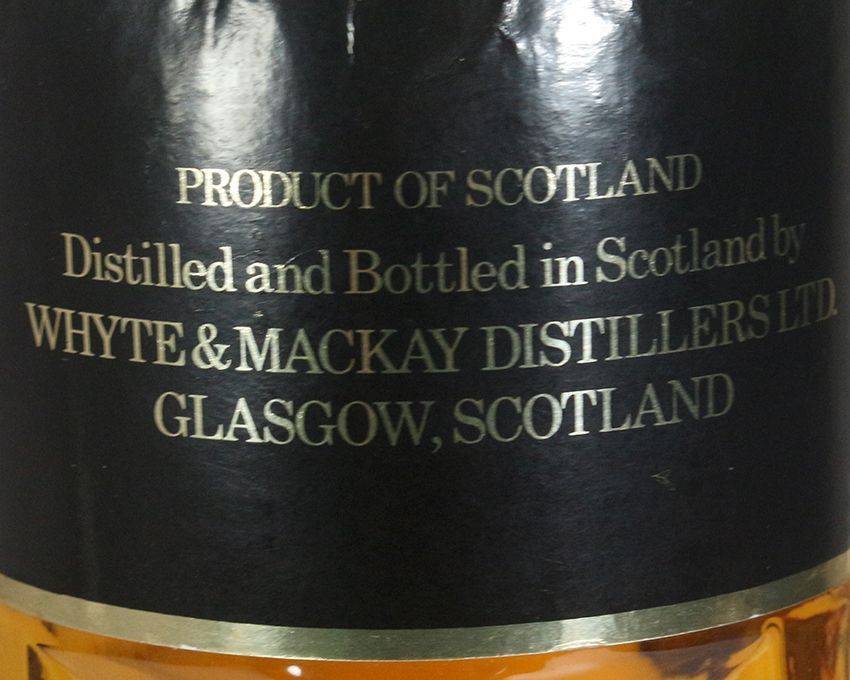 PRODUCT OF SCOTLAND
Distilled and Bottled in Scotland by
WHYTE & MACKAY DISTILLERS LTD.
GLASGOW, SCOTLAND